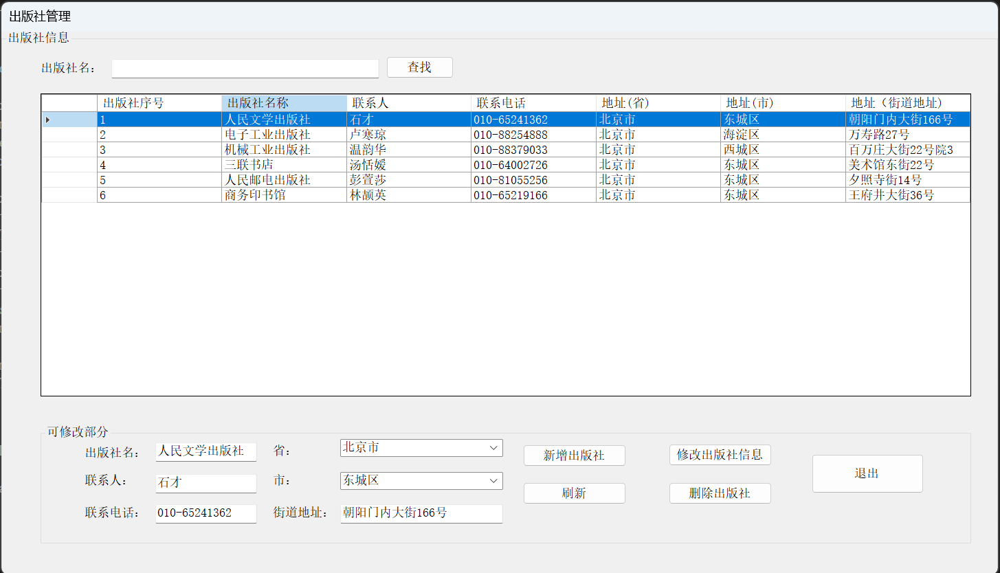 出版社管理
出版社信息
出版社名: 查找
出版社序号 出版社名称 联系人 联系电话 地址(省) 地址(市) 地址（街道地址)
1 人民文学出版社 石才 010-65241362 北京市 东城区 朝阳门内大街166号
2 电子工业出版社 卢寒琼 010-88254888 北京市 海淀区 万寿路27号
3 机械工业出版社 温韵华 010-88379033 北京市 西城区 百万庄大街22号院3
4 三联书店 汤恬媛 010-64002726 北京市 东城区 美术馆东街22号
5 人民邮电出版社 彭萱莎 010-81055256 北京市 东城区 夕照寺街14号
6 商务印书馆 林颉英 010-65219166 北京市 东城区 王府井大街36号
可修改部分
出版社名: 人民文学出版社 省: 北京市 新增出版社 修改出版社信息
联系人: 石才 市: 东城区 刷新 删除出版社 退出
联系电话: 010-65241362 街道地址: 朝阳门内大街166号